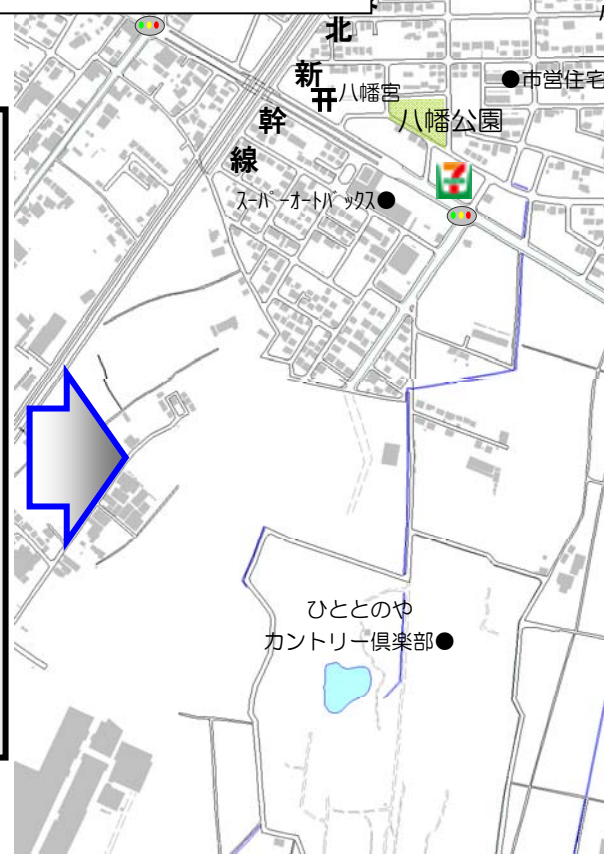 北
新
幹
線
八幡宮
●市営住宅
八幡公園
7
スーパーオートバックス●
ひととのや
カントリー倶楽部●